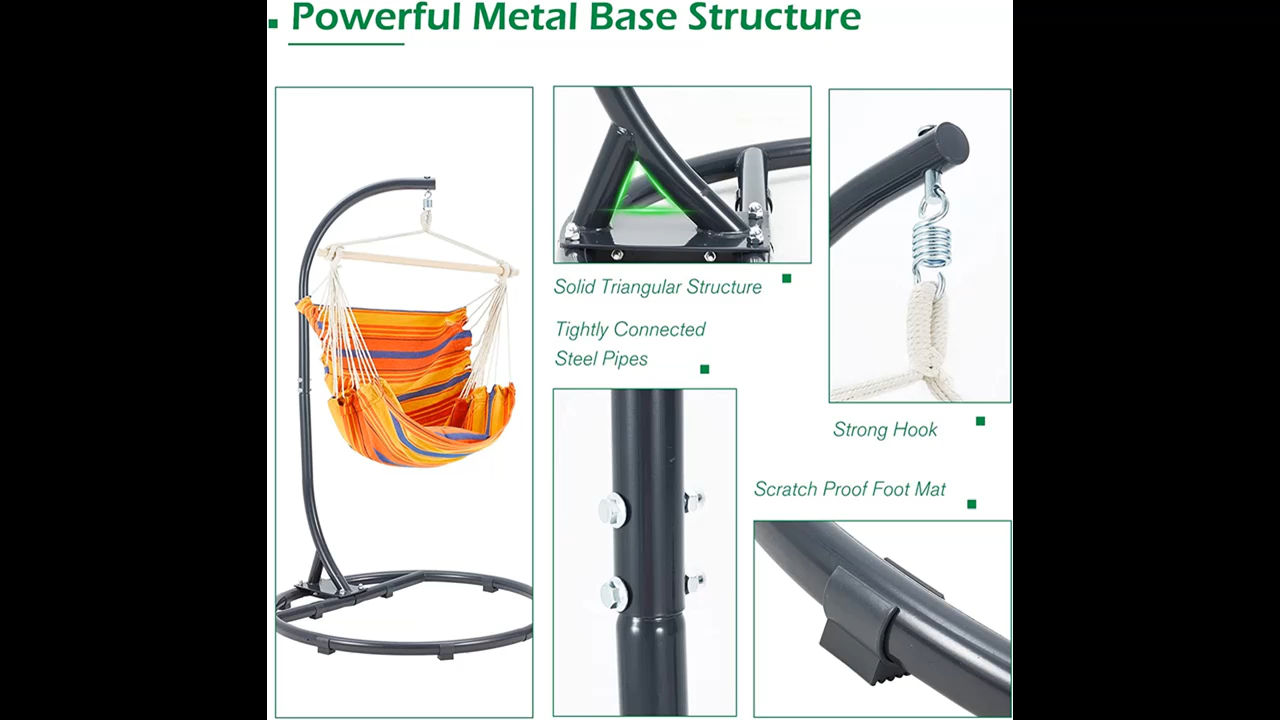 Powerful Metal Base Structure
Solid Triangular Structure
Tightly Connected
Steel Pipes
Strong Hook
Scratch Proof Foot Mat